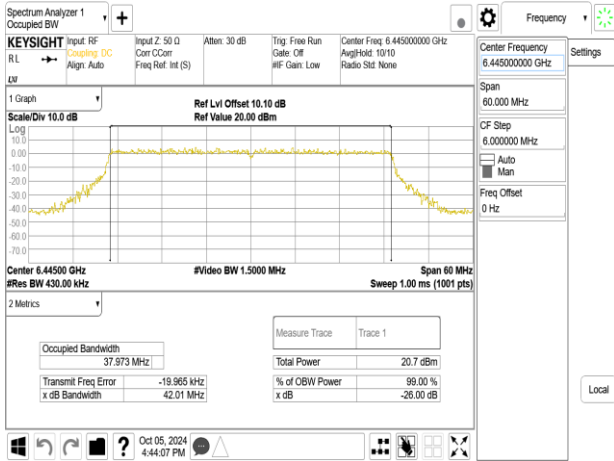 Spectrum Analyzer 1
Occupied BW
+
Frequency
KEYSIGHT
RL
Input: RF
Coupling: DC
Align: Auto
Input Z: 50 Ω
Corr CCorr
Freq Ref: Int (S)
Atten: 30 dB
Trig: Free Run
Gate: Off
#IF Gain: Low
Center Freq: 6.445000000 GHz
Avg|Hold: 10/10
Radio Std: None
LXI
Center Frequency
6.445000000 GHz
Settings
Span
60.000 MHz
CF Step
6.000000 MHz
Auto
Man
Freq Offset
0 Hz
Local
1 Graph
Scale/Div 10.0 dB
Ref Lvl Offset 10.10 dB
Ref Value 20.00 dBm
Log
10.0
0.00
-10.0
-20.0
-30.0
-40.0
-50.0
-60.0
-70.0
Center 6.44500 GHz
#Res BW 430.00 kHz
#Video BW 1.5000 MHz
Span 60 MHz
Sweep 1.00 ms (1001 pts)
2 Metrics
Measure Trace
Trace 1
Occupied Bandwidth
37.973 MHz
Total Power
20.7 dBm
Transmit Freq Error
-19.965 kHz
% of OBW Power
99.00 %
x dB Bandwidth
42.01 MHz
x dB
-26.00 dB
?
Oct 05, 2024
4:44:07 PM